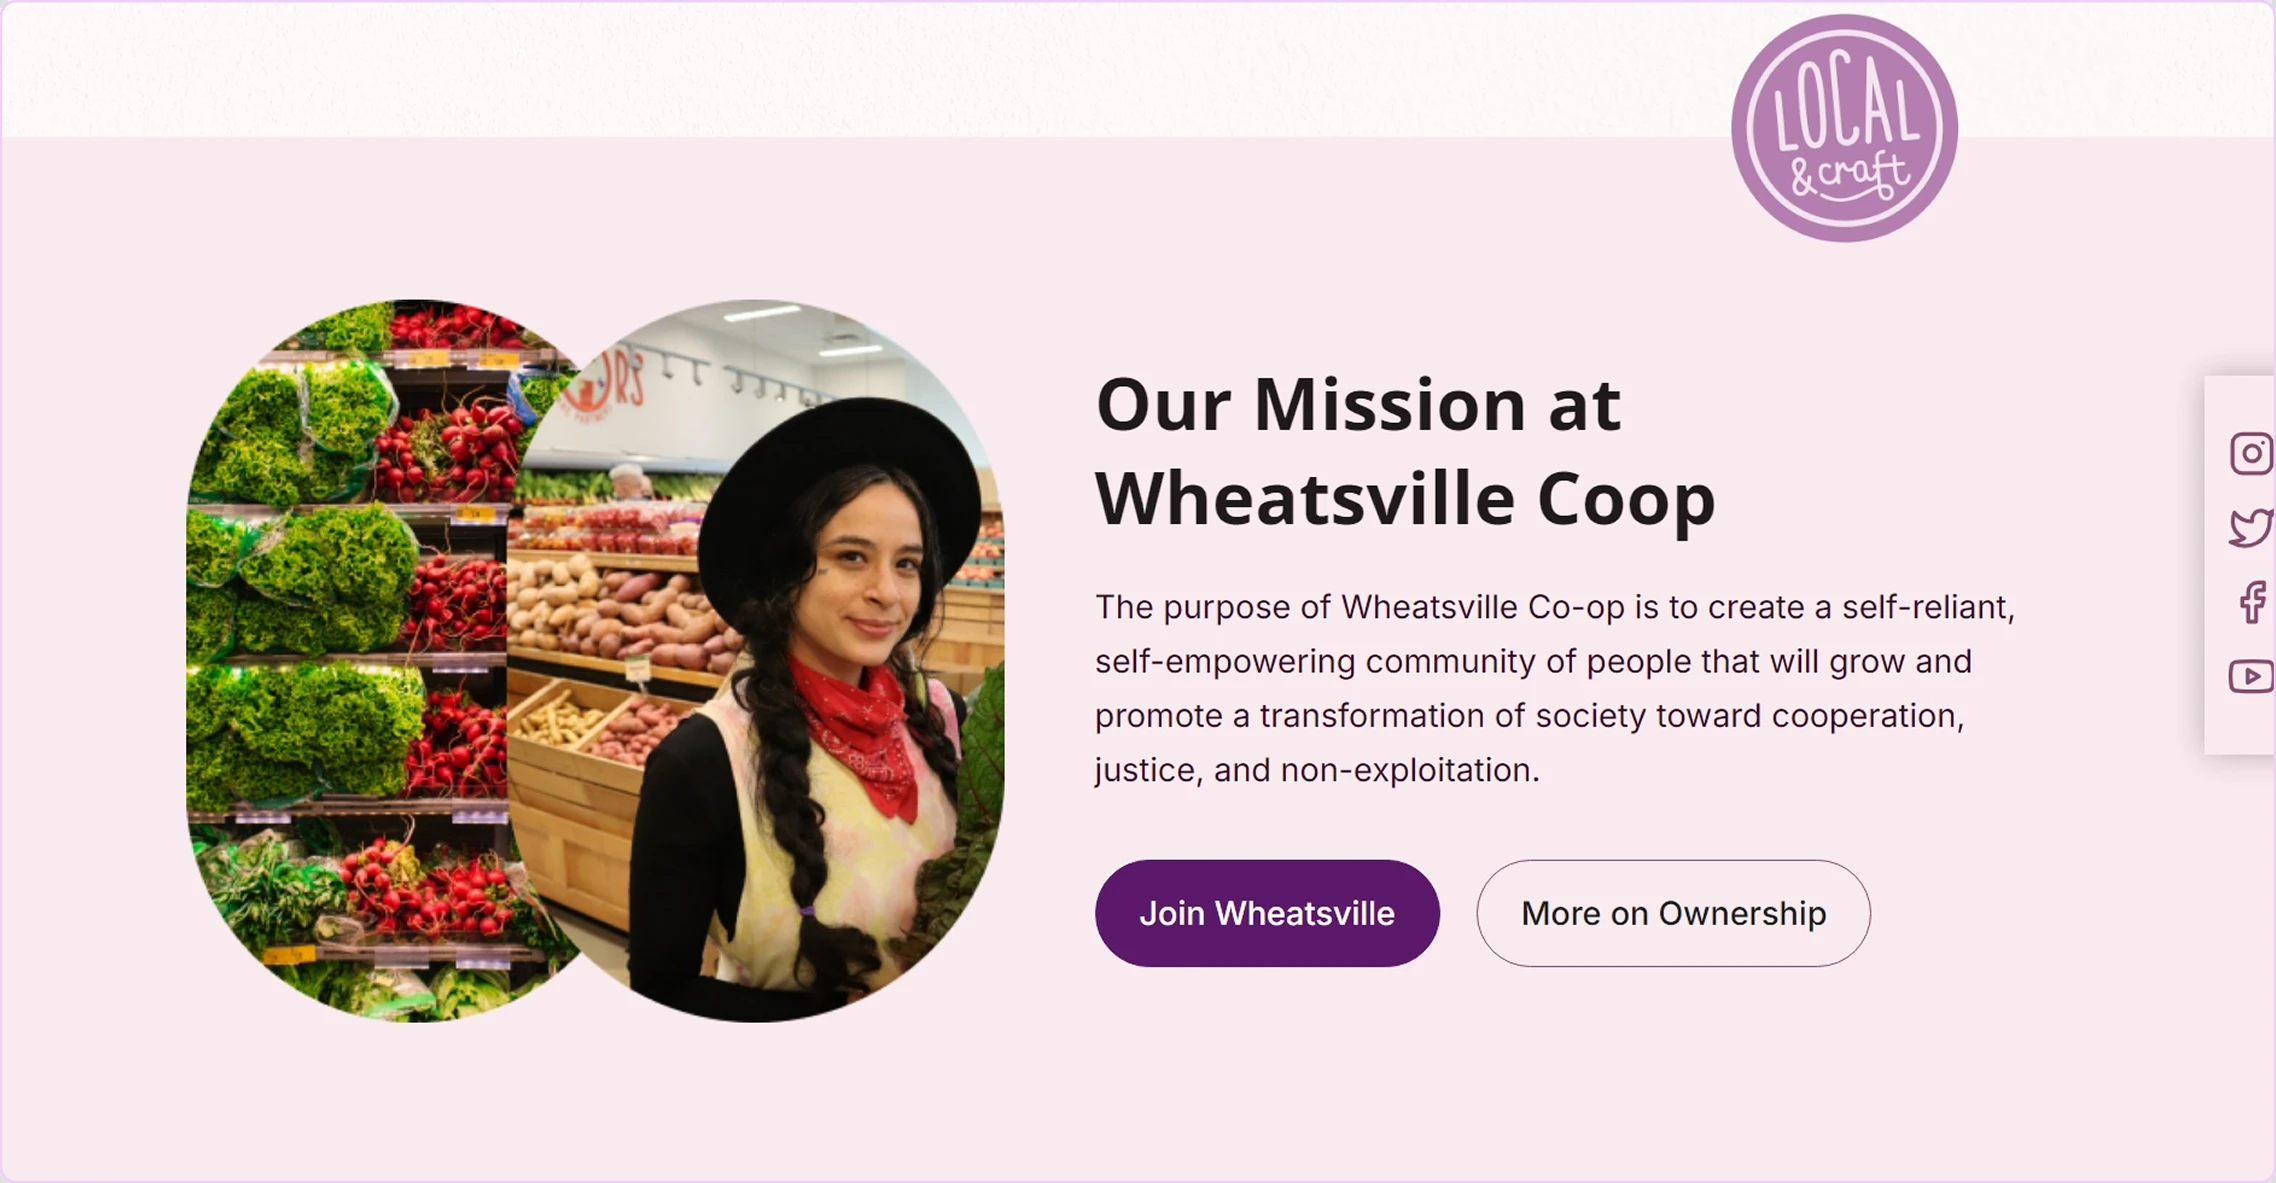 LOCAL
& craft
Our Mission at
Wheatsville Coop
The purpose of Wheatsville Co-op is to create a self-reliant,
self-empowering community of people that will grow and
promote a transformation of society toward cooperation,
justice, and non-exploitation.
Join Wheatsville
More on Ownership